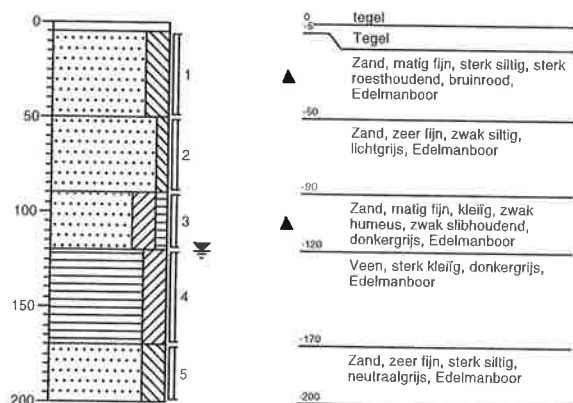 0
50
100
150
200
1
2
3
4
5
0
tegel
-5
Tegel
Zand, matig fijn, sterk siltig, sterk
roesthoudend, bruinrood,
Edelmanboor
-50
Zand, zeer fijn, zwak siltig,
lichtgrijs, Edelmanboor
-90
Zand, matig fijn, kleiïg, zwak
humeus, zwak slibhoudend,
donkergrijs, Edelmanboor
-120
Veen, sterk kleiïg, donkergrijs,
Edelmanboor
-170
Zand, zeer fijn, sterk siltig,
neutraalgrijs, Edelmanboor
-200